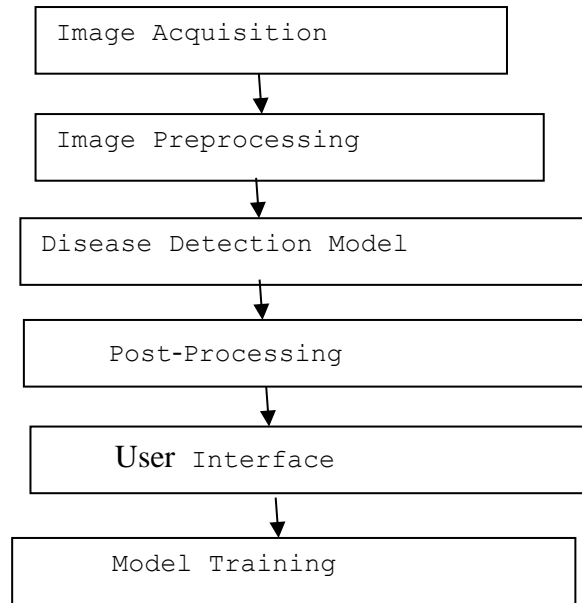 Image Acquisition
Image Preprocessing
Disease Detection Model
Post-Processing
User Interface
Model Training